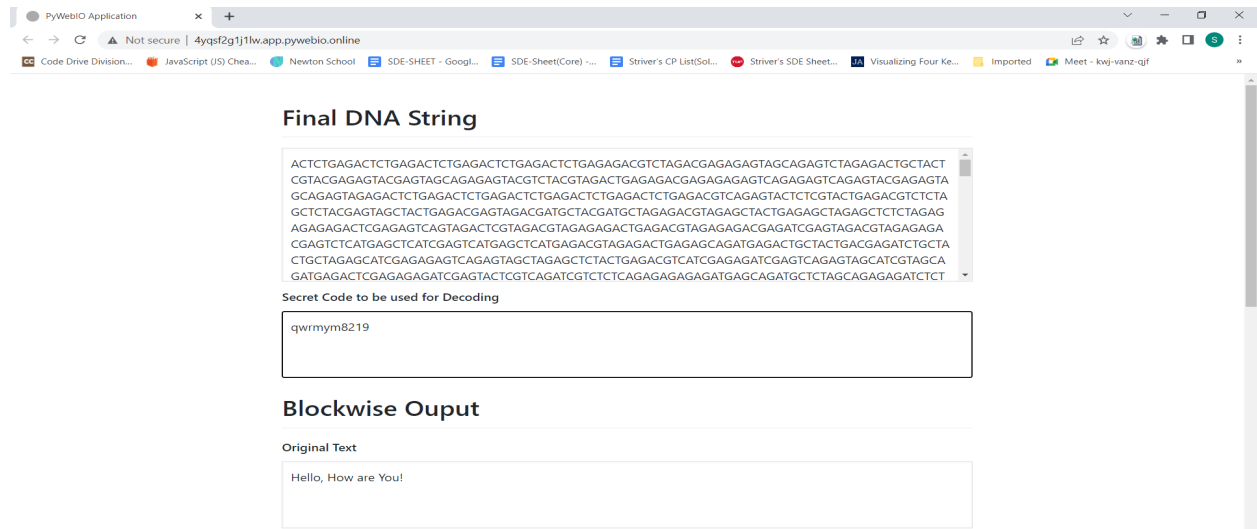 PyWebIO Application
Not secure | 4yqsf2g1j1lw.app.pywebio.online
Code Drive Division... JavaScript (JS) Chea... Newton School SDE-SHEET - Googl... SDE-Sheet(Core) -... Striver's CP List(Sol... Striver's SDE Sheet... Visualizing Four Ke... Imported Meet - kwj-vanz-qjf »
Final DNA String
ACTCTGAGACTCTGAGACTCTGAGACTCTGAGACTCTGAGAGACGTCTAGACGAGAGAGTAGCAGAGTCTAGAGACTGCTACT
CGTACGAGAGTACGAGTAGCAGAGAGTACGTCTACGTAGACTGAGAGACGAGAGAGAGTCAGAGAGTCAGAGTACGAGAGTA
GCAGAGTAGAGACTCTGAGACTCTGAGACTCTGAGACTCTGAGACTCTGAGACGTCAGAGTACTCTCGTACTGAGACGTCTCTA
GCTCTACGAGTAGCTACTGAGACGAGTAGACGATGCTACGATGCTAGAGACGTAGAGCTACTGAGAGCTAGAGCTCTCTAGAG
AGAGAGACTCGAGAGTCAGTAGACTCGTAGACGTAGAGAGACTGAGACGTAGAGAGACGAGATCGAGTAGACGTAGAGAGA
CGAGTCTCATGAGCTCATCGAGTCATGAGCTCATGAGACGTAGAGACTGAGAGCAGATGAGACTGCTACTGACGAGATCTGCTA
CTGCTAGAGCATCGAGAGAGTCAGAGTAGCTAGAGCTCTACTGAGACGTCATCGAGAGATCGAGTCAGAGTAGCATCGTAGCA
GATGAGACTCGAGAGAGATCGAGTACTCGTCAGATCGTCTCTCAGAGAGAGAGATGAGCAGATGCTCTAGCAGAGAGATCTCT
Secret Code to be used for Decoding
qwrmym8219
Blockwise Ouput
Original Text
Hello, How are You!